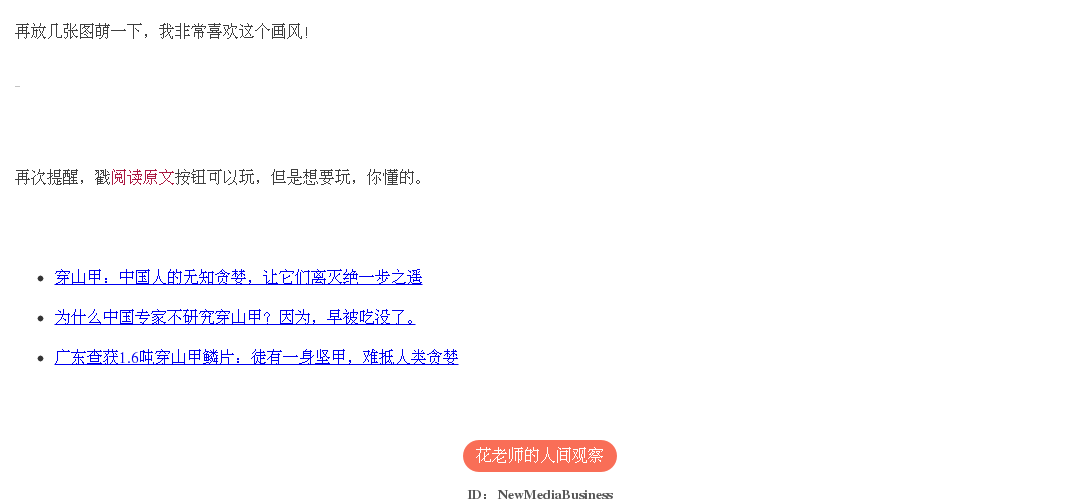 再放几张图萌一下，我非常喜欢这个画风！
再次提醒，戳阅读原文按钮可以玩，但是想要玩，你懂的。
穿山甲：中国人的无知贪婪，让它们离灭绝一步之遥
为什么中国专家不研究穿山甲？因为，早被吃没了。
广东查获1.6吨穿山甲鳞片：徒有一身坚甲，难抵人类贪婪
花老师的人间观察
ID： NewMediaBusiness